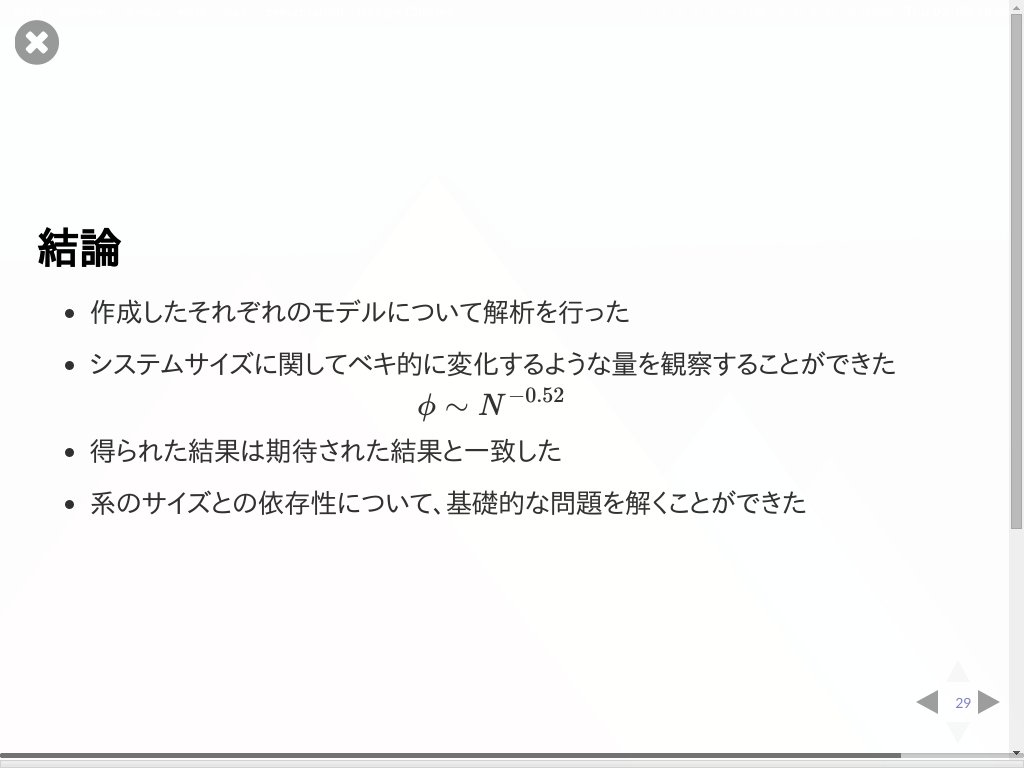 結論
作成したそれぞれのモデルについて解析を行った
システムサイズに関してベキ的に変化するような量を観察することができた
ϕ ∼ N^{−0.52}
得られた結果は期待された結果と一致した
系のサイズとの依存性について、基礎的な問題を解くことができた
29